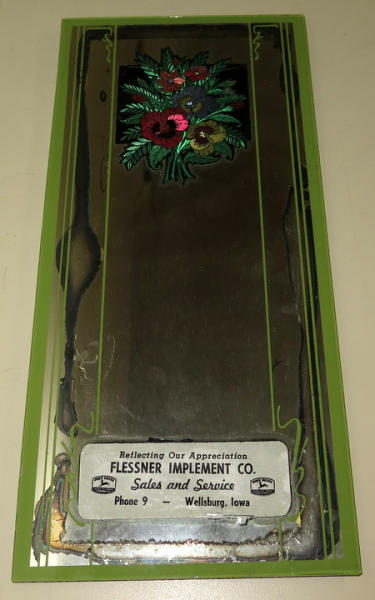 Reflecting Our Appreciation
FLESSNER IMPLEMENT CO.
Sales and Service
Phone 9 — Wellsburg, Iowa